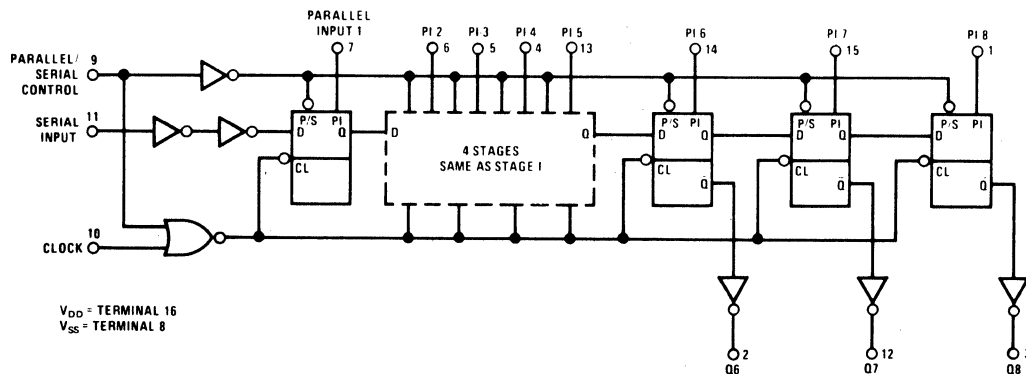 PARALLEL
INPUT 1
7
PI 2
6
PI 3
5
PI 4
4
PI 5
13
PI 6
14
PI 7
15
PI 8
1
PARALLEL/
SERIAL
CONTROL
9
SERIAL
INPUT
11
P/S PI
D Q
CL
D Q
4 STAGES
SAME AS STAGE 1
P/S PI
D Q
CL
Q̅
P/S PI
D Q
CL
Q̅
P/S PI
D
CL
Q̅
CLOCK
10
VDD = TERMINAL 16
VSS = TERMINAL 8
2
Q6
12
Q7
Q8